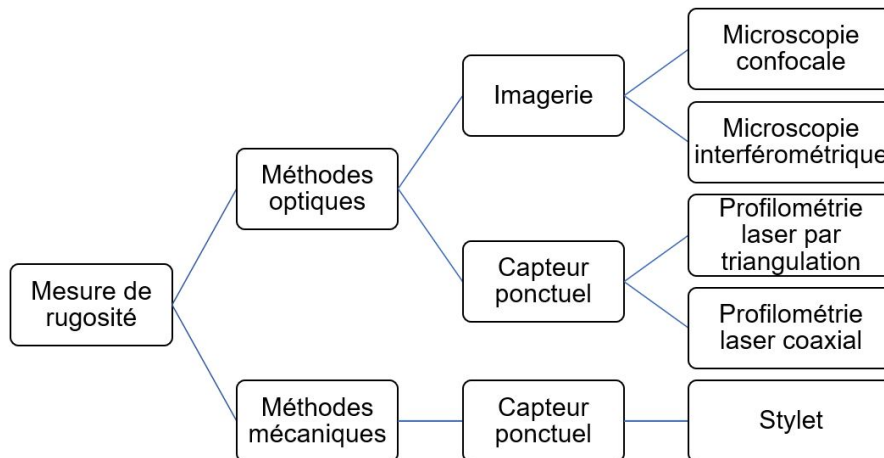 Mesure de
rugosité
Méthodes
optiques
Imagerie
Microscopie
confocale
Microscopie
interférométrique
Capteur
ponctuel
Profilométrie
laser par
triangulation
Profilométrie
laser coaxial
Méthodes
mécaniques
Capteur
ponctuel
Stylet